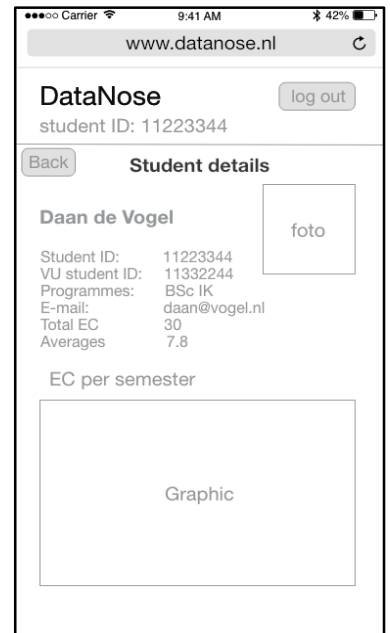 Carrier 9:41 AM 42%
www.datanose.nl
DataNose log out
student ID: 11223344
Back Student details
Daan de Vogel
foto
Student ID: 11223344
VU student ID: 11332244
Programmes: BSc IK
E-mail: daan@vogel.nl
Total EC 30
Averages 7.8
EC per semester
Graphic